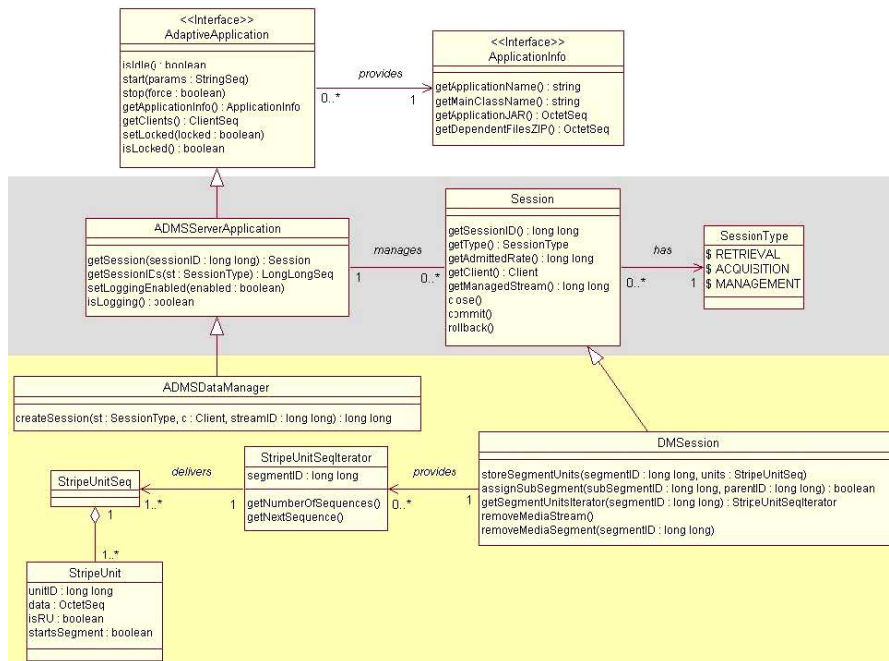 <<Interface>>
AdaptiveApplication
isIdle() : boolean
start(params : StringSeq)
stop(force : boolean)
getApplicationInfo() : ApplicationInfo
getClients() : ClientSeq
setLocked(locked : boolean)
isLocked() : boolean
provides
0..*
1
<<Interface>>
ApplicationInfo
getApplicationName() : string
getMainClassName() : string
getApplicationJAR() : OctetSeq
getDependentFilesZIP() : OctetSeq
ADMSServerApplication
getSession(sessionID : long long) : Session
getSessionIDs(st : SessionType) : LongLongSeq
setLoggingEnabled(enabled : boolean)
isLogging() : boolean
manages
1
0..*
Session
getSessionID() : long long
getType() : SessionType
getAdmittedRate() : long long
getClient() : Client
getManagedStream() : long long
close()
commit()
rollback()
has
0..*
1
SessionType
$ RETRIEVAL
$ ACQUISITION
$ MANAGEMENT
ADMSDataManager
createSession(st : SessionType, c : Client, streamID : long long) : long long
StripeUnitSeq
delivers
1..*
1
StripeUnitSeqIterator
segmentID : long long
getNumberOfSequences()
getNextSequence()
provides
0..*
1
DMSession
storeSegmentUnits(segmentID : long long, units : StripeUnitSeq)
assignSubSegment(subSegmentID : long long, parentID : long long) : boolean
getSegmentUnitsIterator(segmentID : long long) : StripeUnitSeqIterator
removeMediaStream()
removeMediaSegment(segmentID : long long)
1
1..*
StripeUnit
unitID : long long
data : OctetSeq
isRU : boolean
startsSegment : boolean